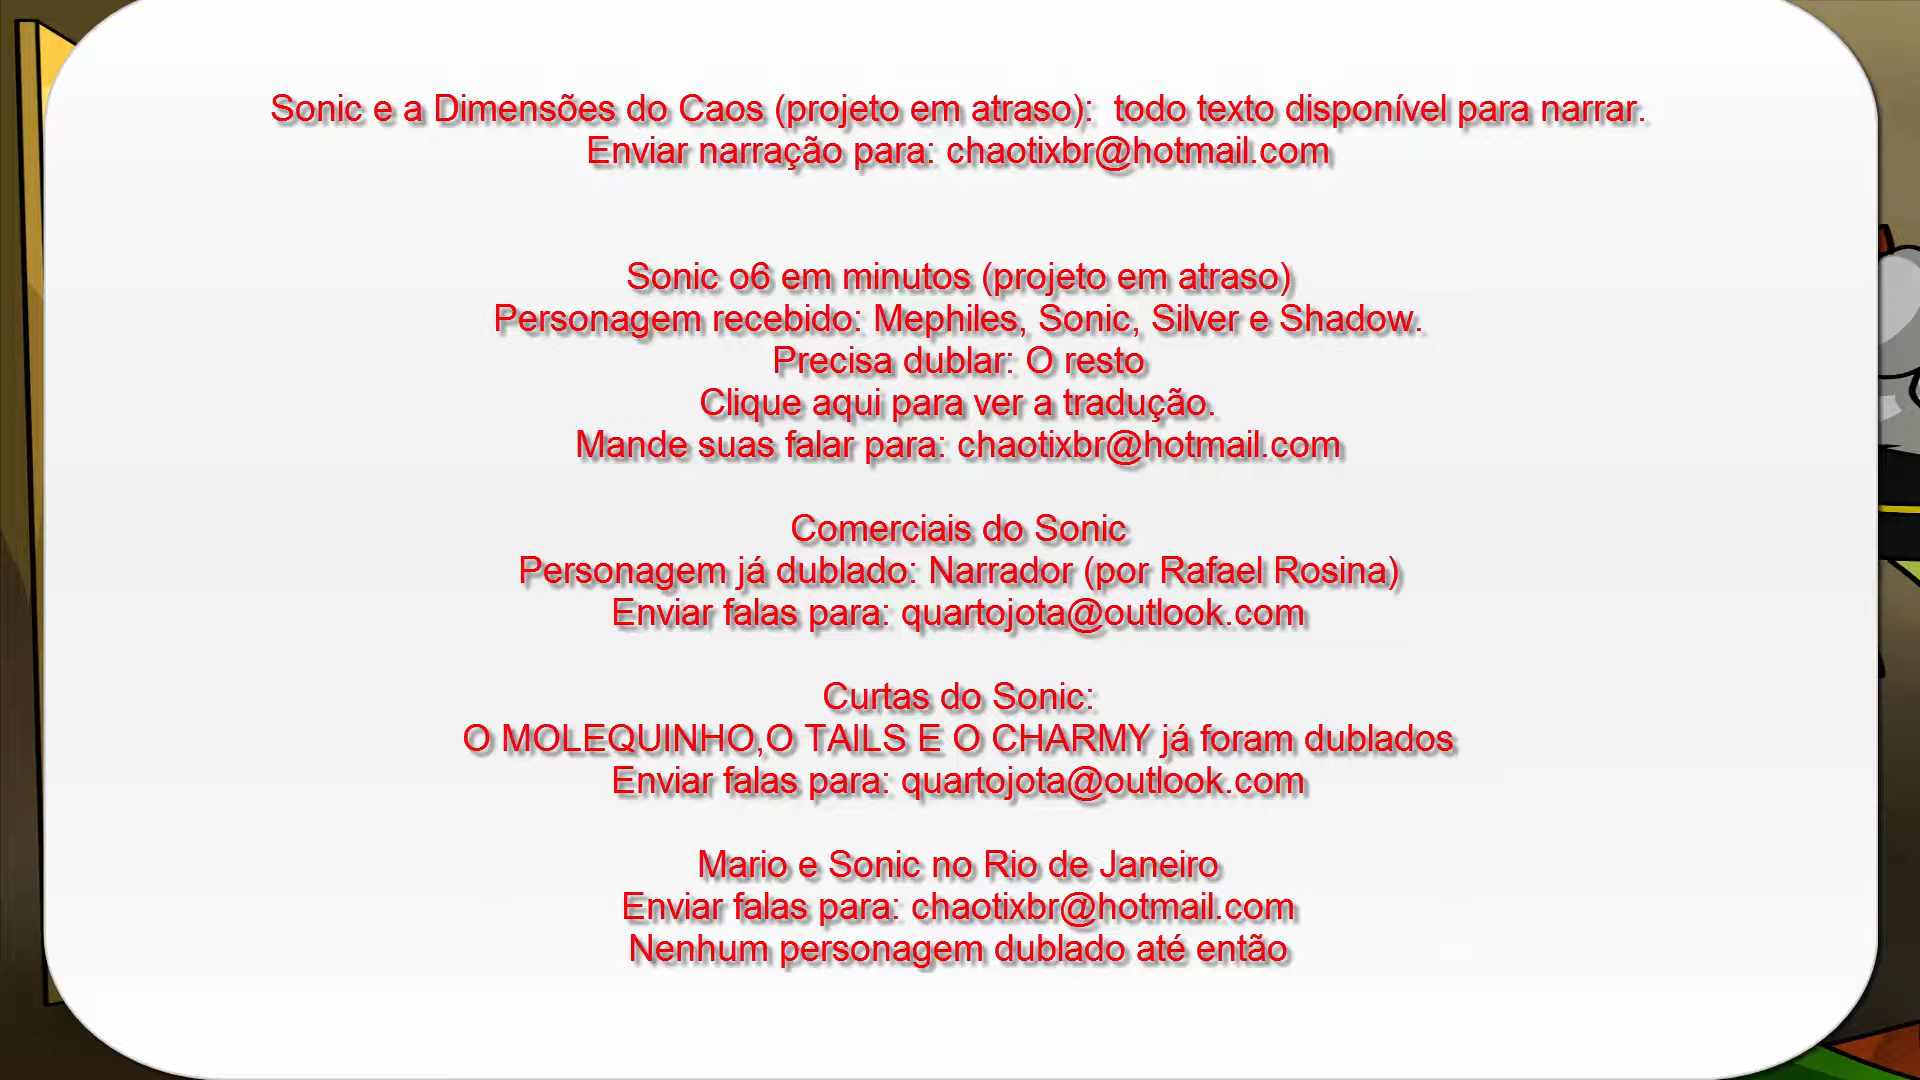 Sonic e a Dimensões do Caos (projeto em atraso):  todo texto disponível para narrar.
Enviar narração para: chaotixbr@hotmail.com
Sonic o6 em minutos (projeto em atraso)
Personagem recebido: Mephiles, Sonic, Silver e Shadow.
Precisa dublar: O resto
Clique aqui para ver a tradução.
Mande suas falar para: chaotixbr@hotmail.com
Comerciais do Sonic
Personagem já dublado: Narrador (por Rafael Rosina)
Enviar falas para: quartojota@outlook.com
Curtas do Sonic:
O MOLEQUINHO,O TAILS E O CHARMY já foram dublados
Enviar falas para: quartojota@outlook.com
Mario e Sonic no Rio de Janeiro
Enviar falas para: chaotixbr@hotmail.com
Nenhum personagem dublado até então